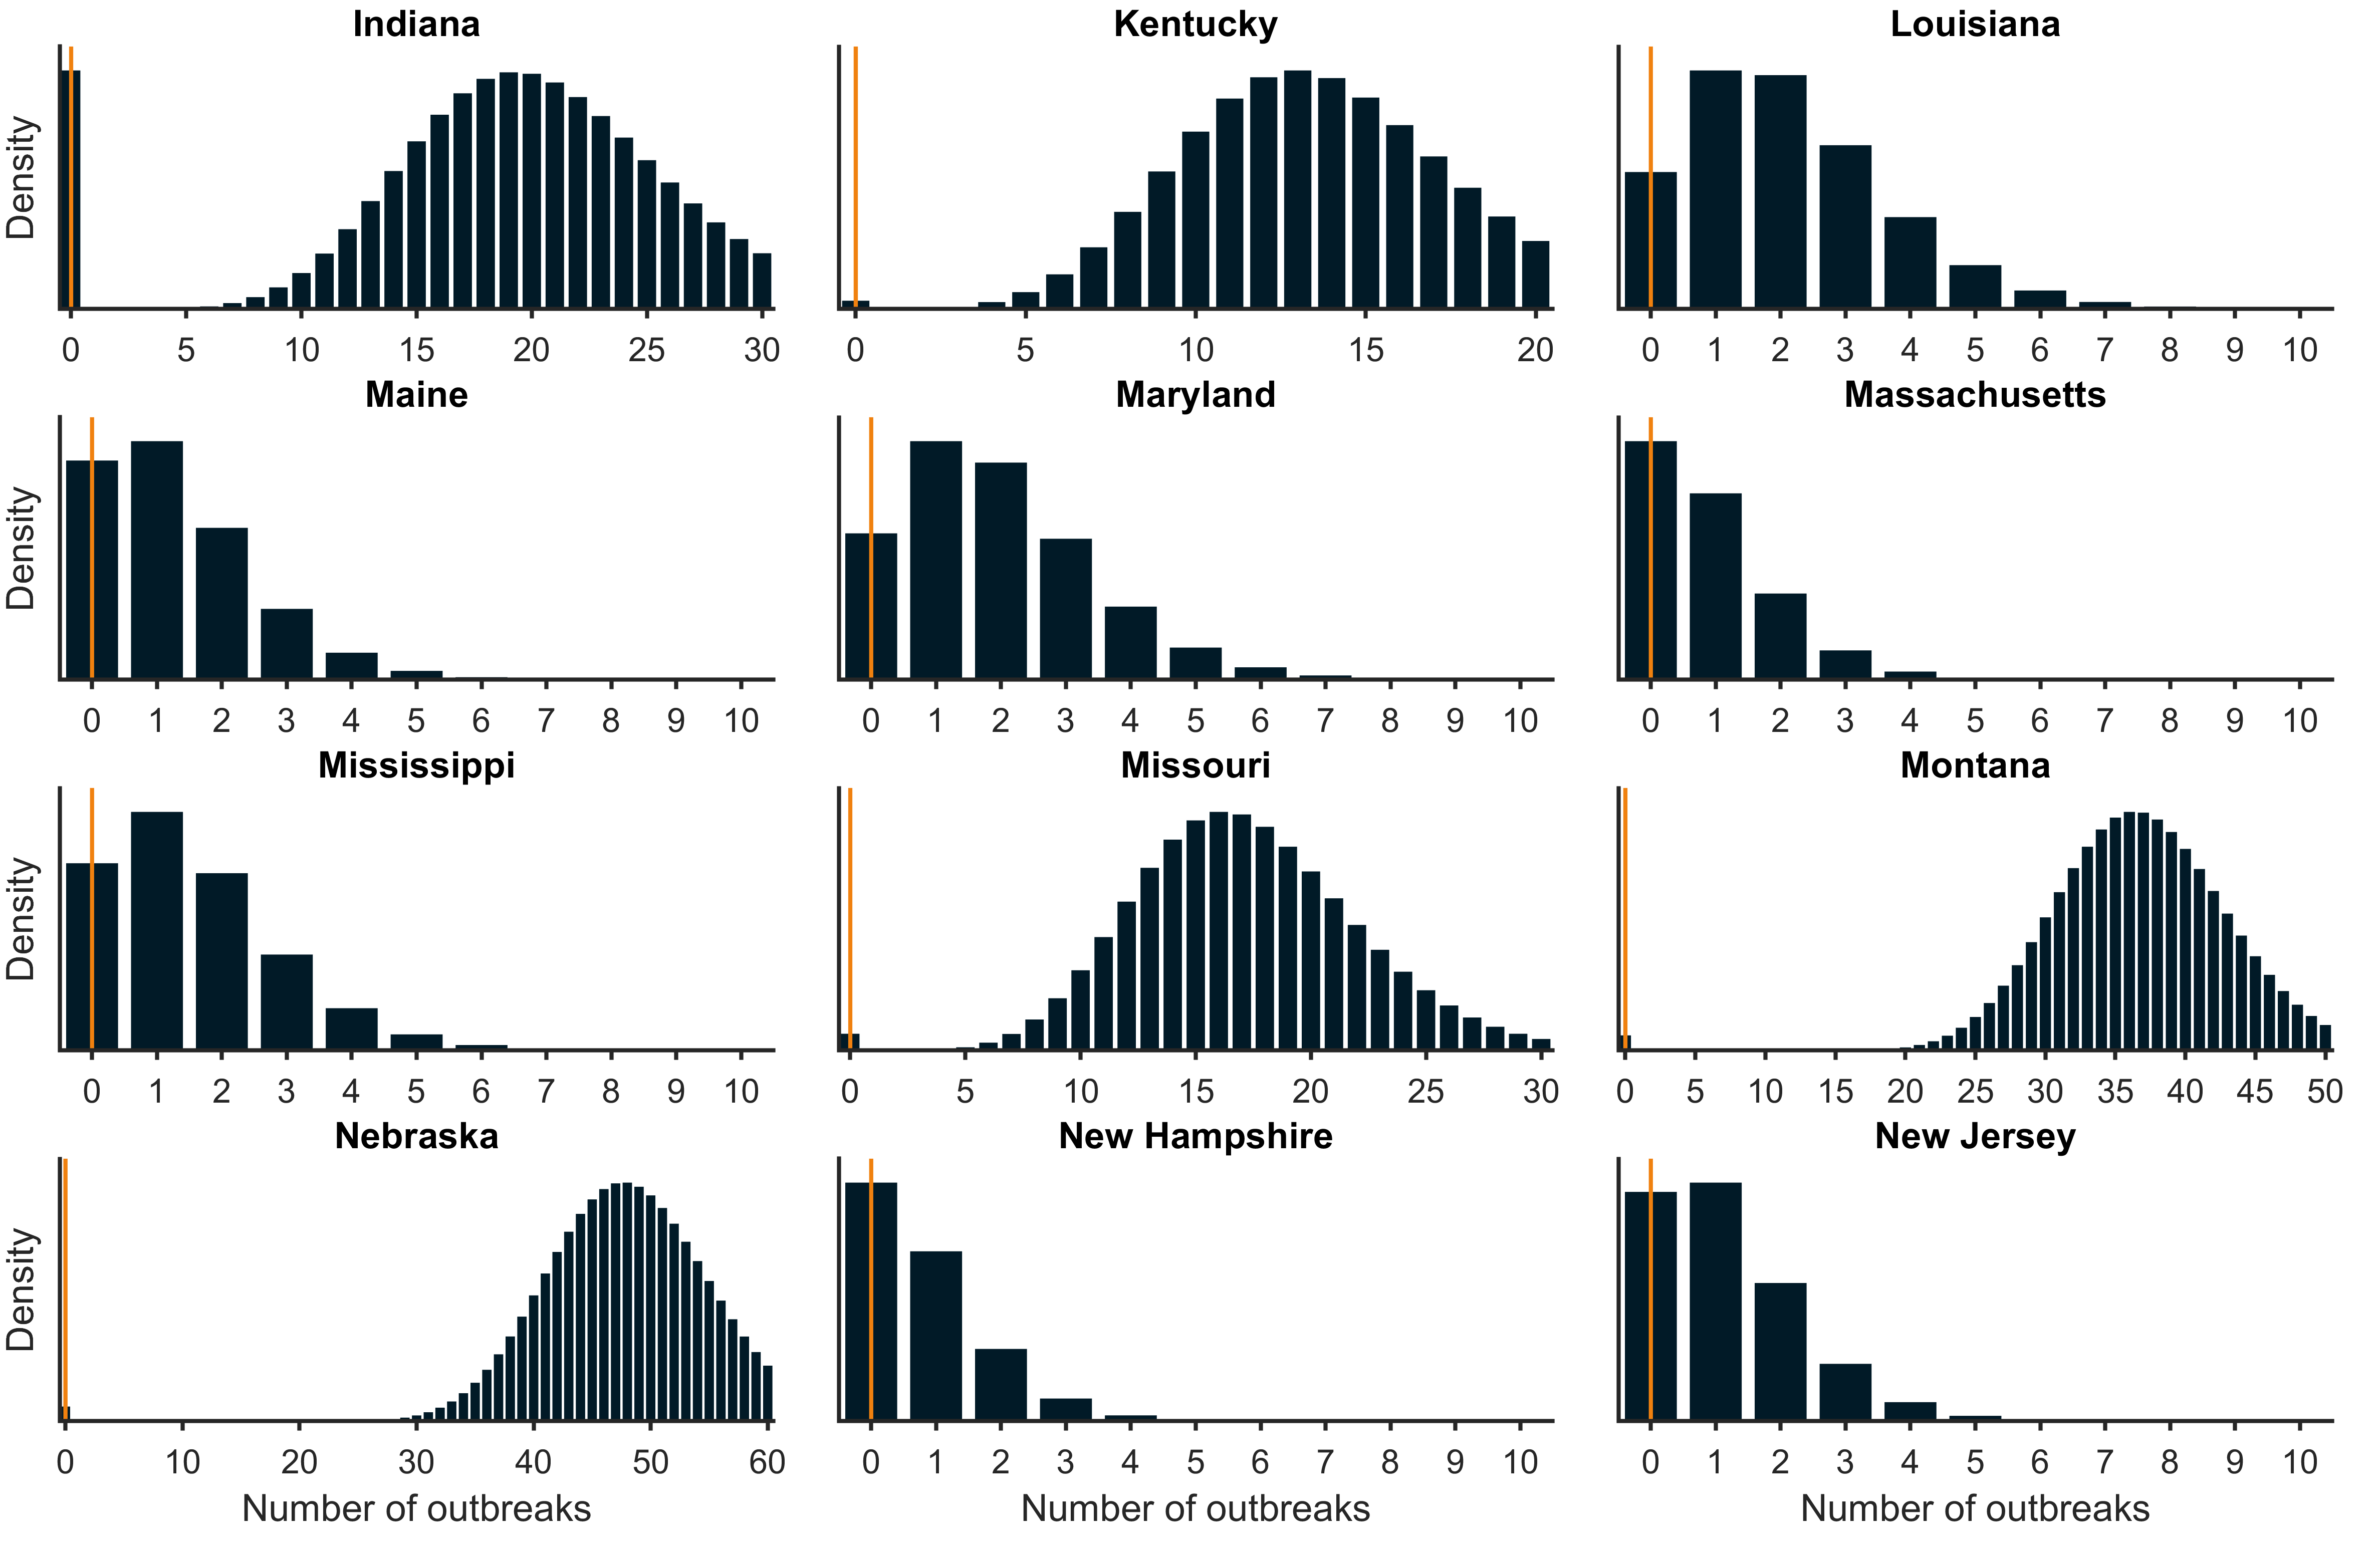 Indiana Kentucky Louisiana
Density
0 5 10 15 20 25 30
0 5 10 15 20
0 1 2 3 4 5 6 7 8 9 10
Maine Maryland Massachusetts
Density
0 1 2 3 4 5 6 7 8 9 10
0 1 2 3 4 5 6 7 8 9 10
0 1 2 3 4 5 6 7 8 9 10
Mississippi Missouri Montana
Density
0 1 2 3 4 5 6 7 8 9 10
0 5 10 15 20 25 30
0 5 10 15 20 25 30 35 40 45 50
Nebraska New Hampshire New Jersey
Density
0 10 20 30 40 50 60
0 1 2 3 4 5 6 7 8 9 10
0 1 2 3 4 5 6 7 8 9 10
Number of outbreaks Number of outbreaks Number of outbreaks